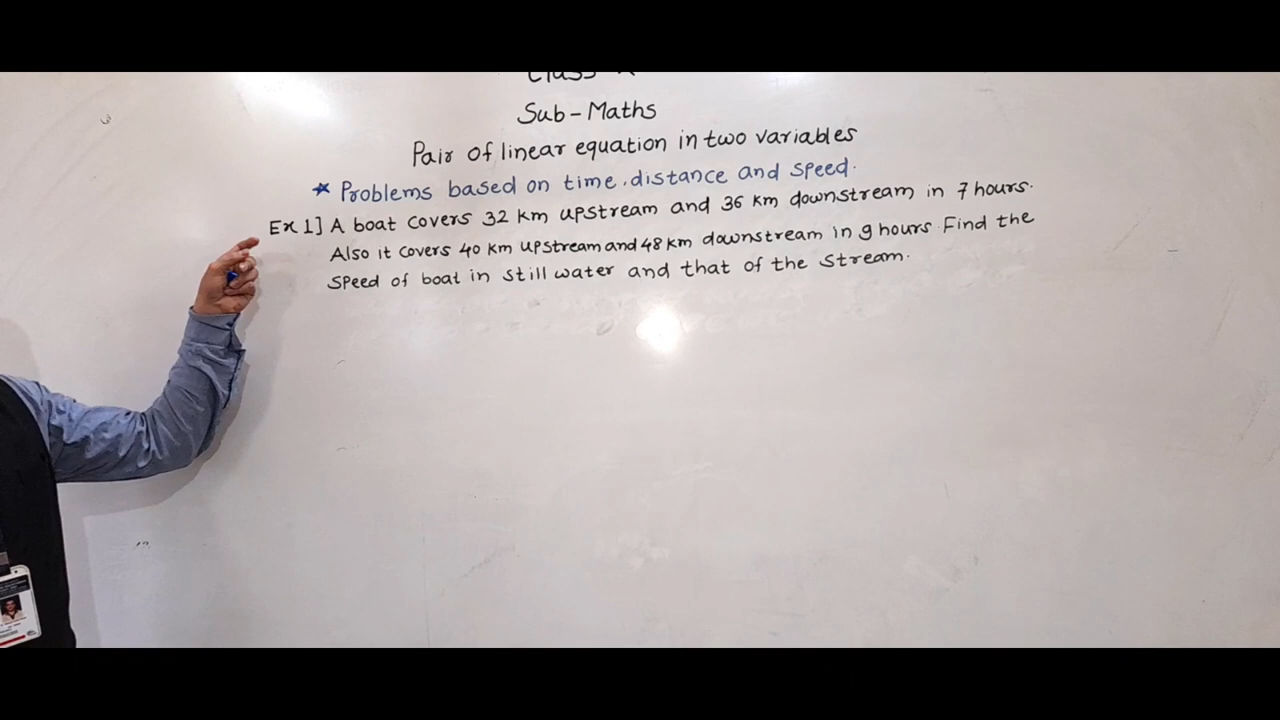 Class
Sub-Maths
Pair of linear equation in two variables
* Problems based on time, distance and speed.
Ex 1] A boat covers 32 km upstream and 36 km downstream in 7 hours.
Also it covers 40 km upstream and 48 km downstream in 9 hours. Find the
speed of boat in still water and that of the stream.